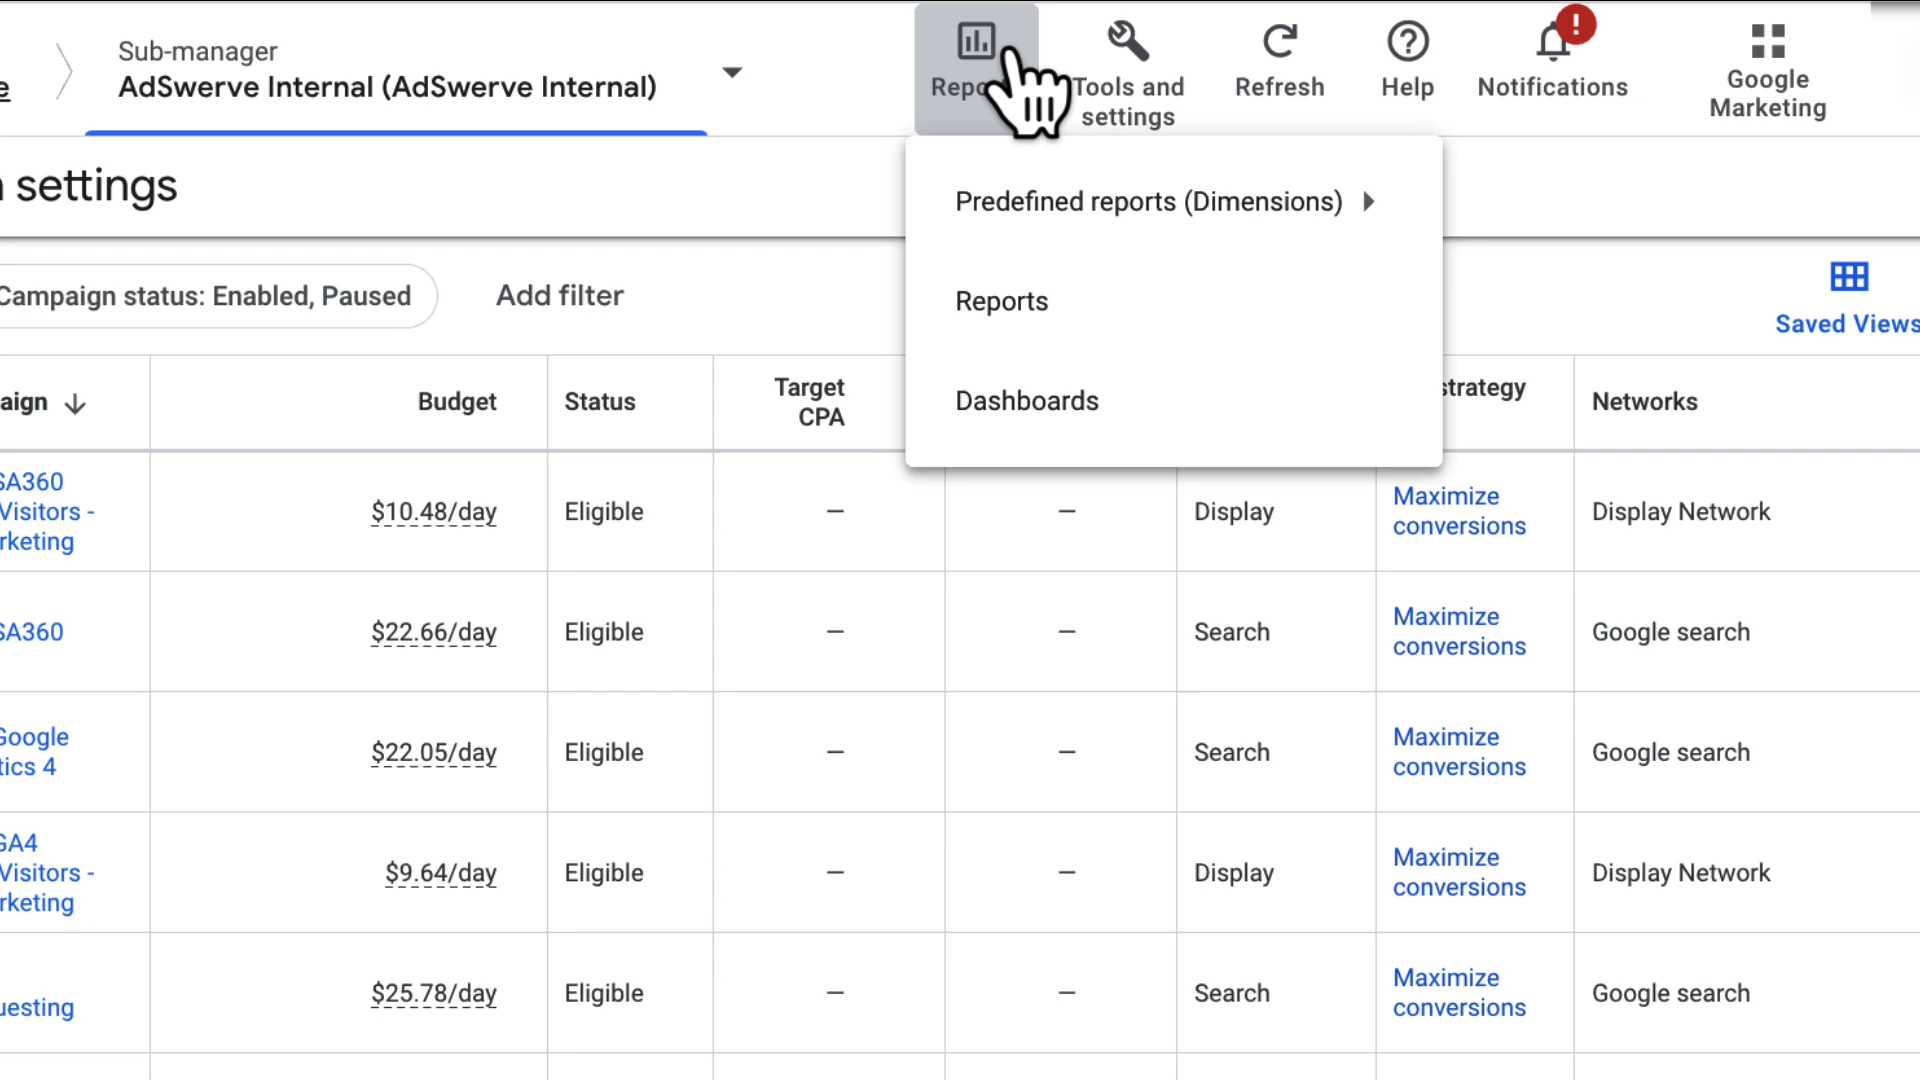 e
Sub-manager
AdSwerve Internal (AdSwerve Internal)
Tools and
settings
Refresh
Help
!
Notifications
Google
Marketing
settings
Predefined reports (Dimensions)
Reports
Dashboards
Campaign status: Enabled, Paused
Add filter
Saved Views
aign
Budget
Status
Target
CPA
strategy
Networks
SA360
Visitors -
rketing
$10.48/day
Eligible
—
—
Display
Maximize
conversions
Display Network
SA360
$22.66/day
Eligible
—
—
Search
Maximize
conversions
Google search
Google
tics 4
$22.05/day
Eligible
—
—
Search
Maximize
conversions
Google search
GA4
Visitors -
rketing
$9.64/day
Eligible
—
—
Display
Maximize
conversions
Display Network
uesting
$25.78/day
Eligible
—
—
Search
Maximize
conversions
Google search